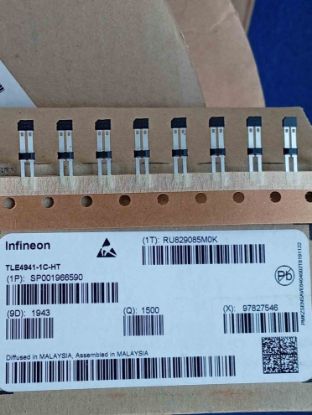 Infineon
(1T): RU829085M0K
TLE4941-1C-HT
(1P): SP001966590
(9D): 1943
(Q): 1500
(X): 97827546
Pb
Diffused in MALAYSIA; Assembled in MALAYSIA